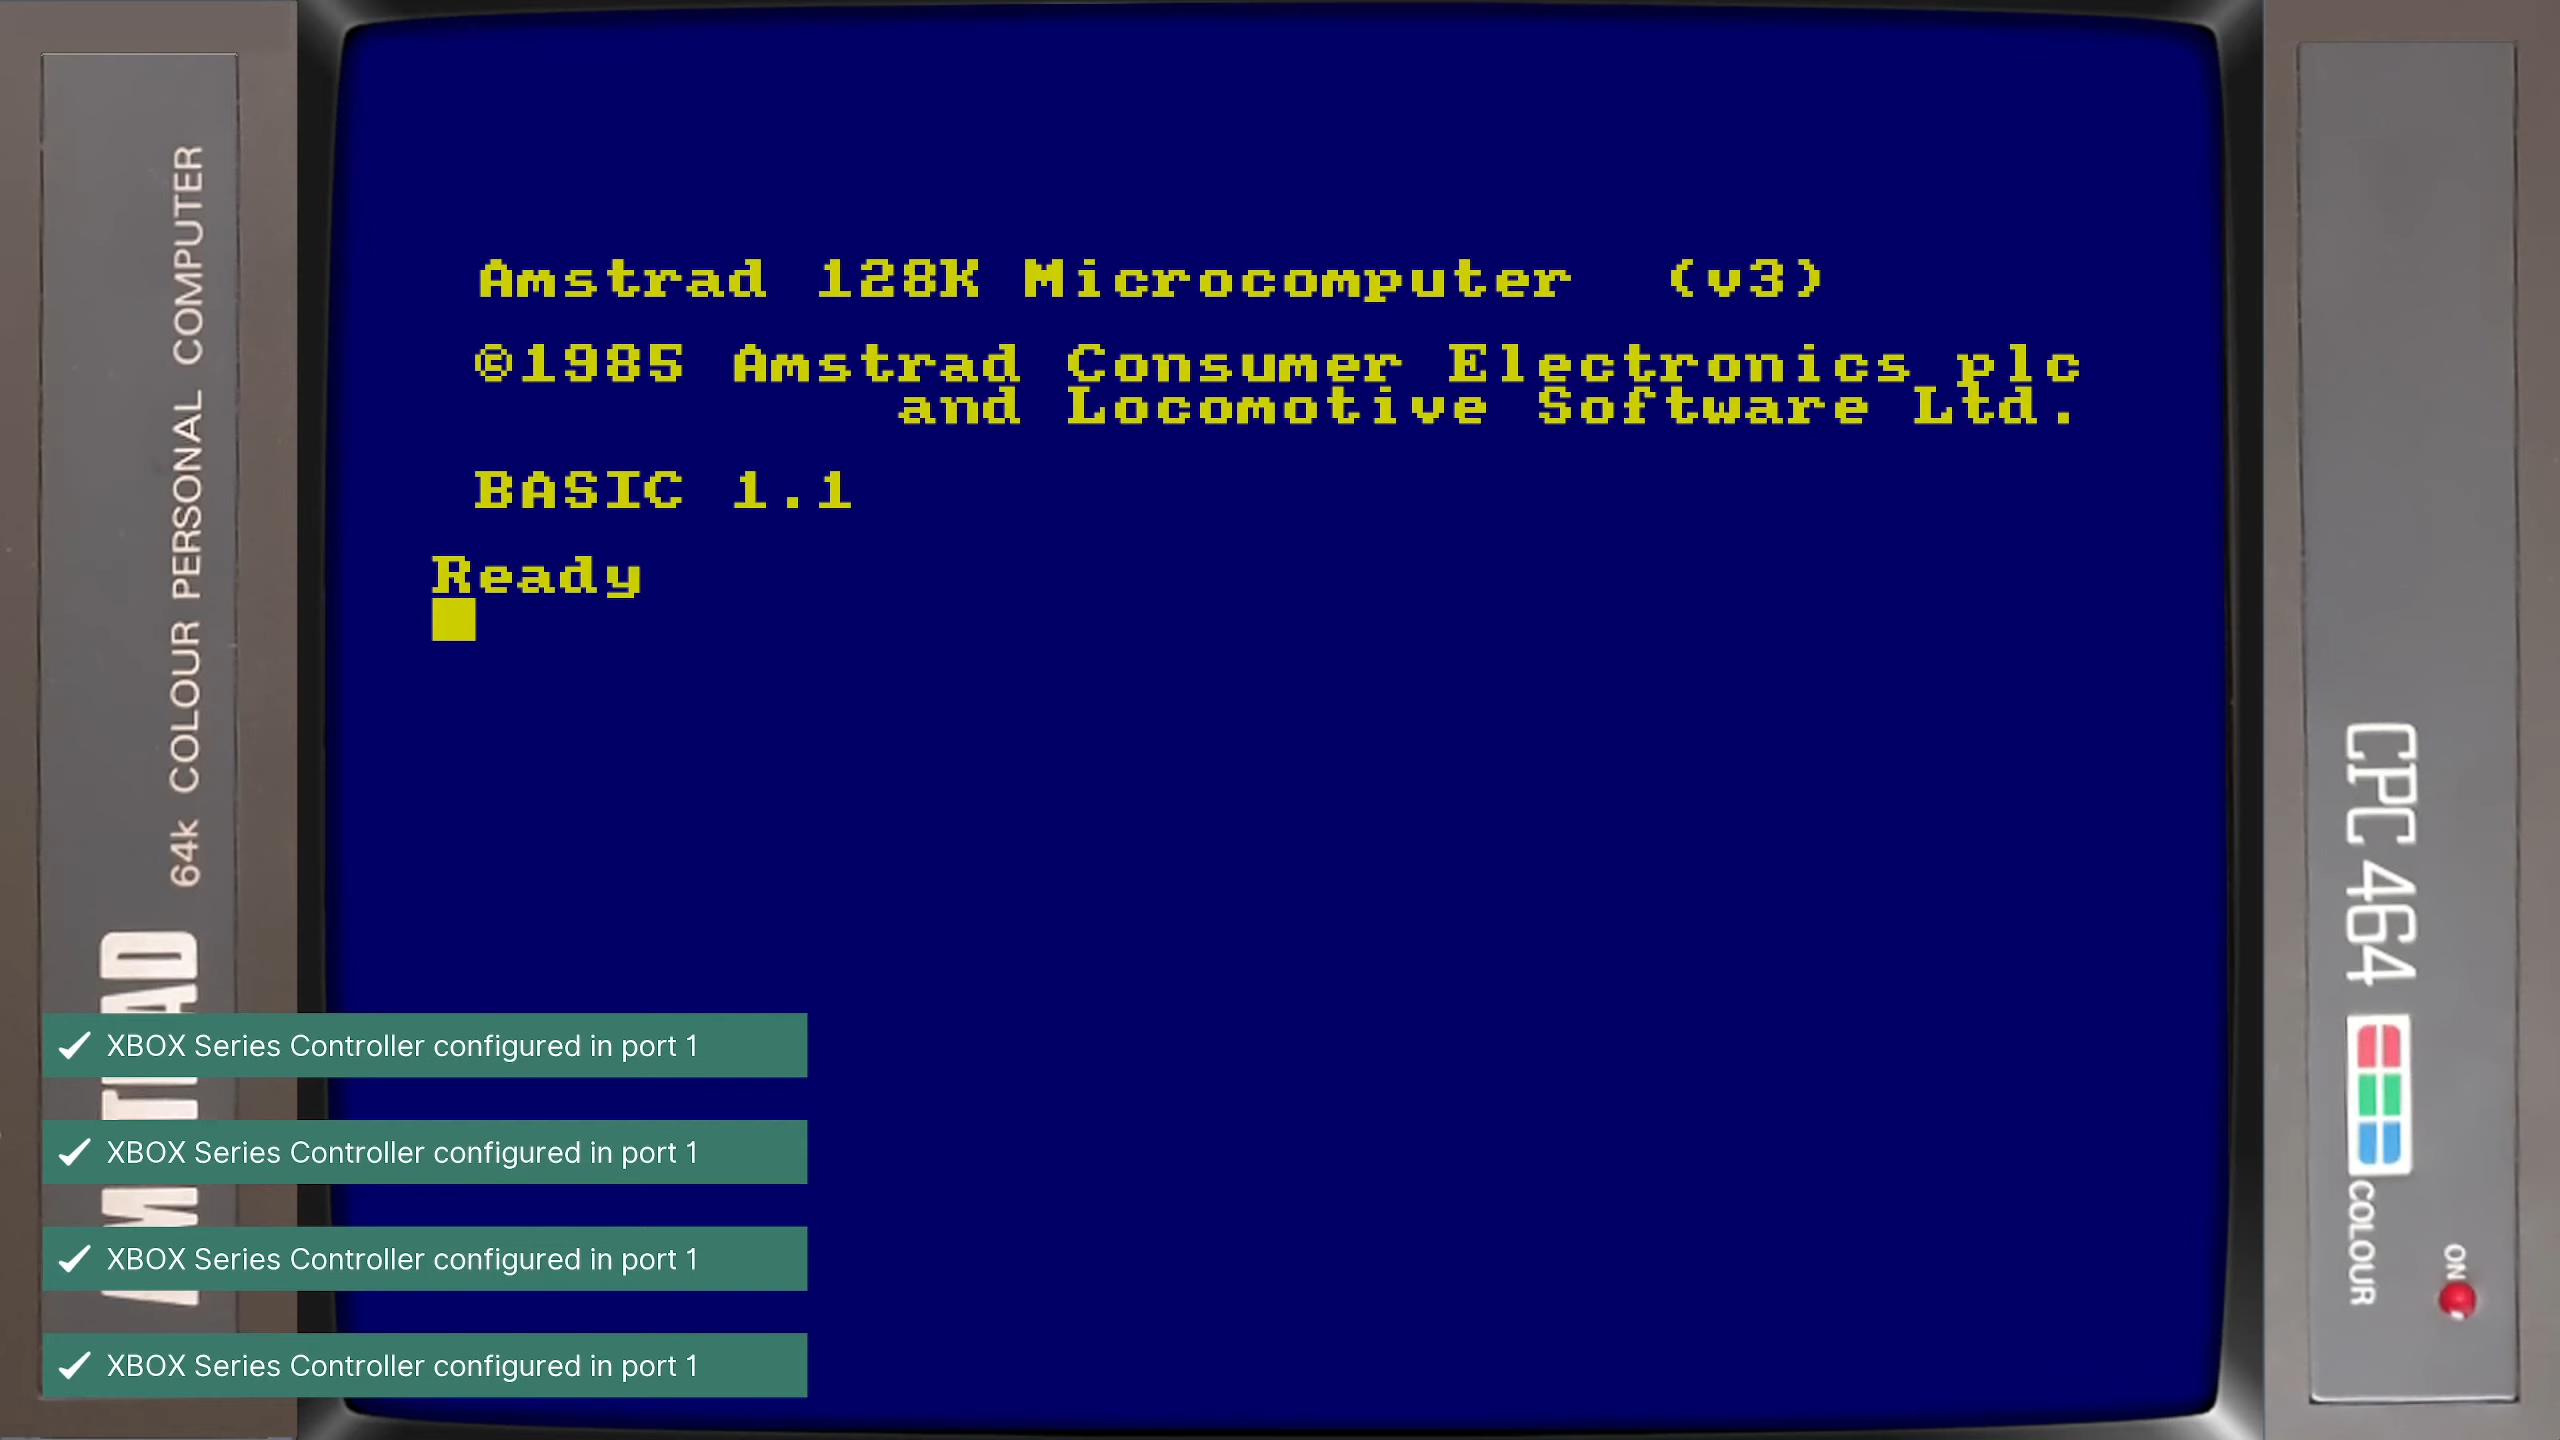 Amstrad 128K Microcomputer (v3)
©1985 Amstrad Consumer Electronics plc
and Locomotive Software Ltd.
BASIC 1.1
Ready
64k COLOUR PERSONAL COMPUTER
XBOX Series Controller configured in port 1
XBOX Series Controller configured in port 1
XBOX Series Controller configured in port 1
XBOX Series Controller configured in port 1
CPC 464
COLOUR
ON